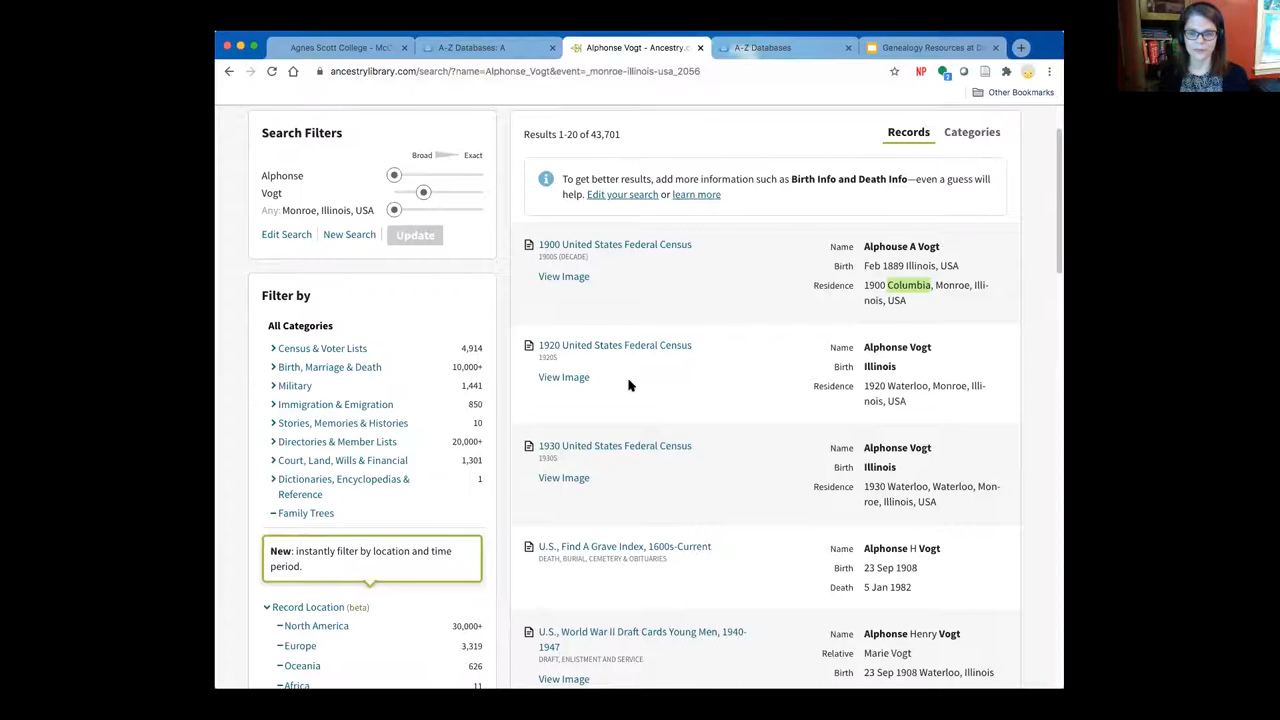 Agnes Scott College - McC
A-Z Databases: A
Alphonse Vogt - Ancestry.c
A-Z Databases
Genealogy Resources at D
ancestrylibrary.com/search/?name=Alphonse_Vogt&event=_monroe-illinois-usa_2056
NP
2
Other Bookmarks
Search Filters
Broad Exact
Alphonse
Vogt
Any: Monroe, Illinois, USA
Edit Search New Search Update
Filter by
All Categories
Census & Voter Lists 4,914
Birth, Marriage & Death 10,000+
Military 1,441
Immigration & Emigration 850
Stories, Memories & Histories 10
Directories & Member Lists 20,000+
Court, Land, Wills & Financial 1,301
Dictionaries, Encyclopedias & 1
Reference
Family Trees
New: instantly filter by location and time
period.
Record Location (beta)
North America 30,000+
Europe 3,319
Oceania 626
Africa 11
Results 1-20 of 43,701
Records Categories
To get better results, add more information such as Birth Info and Death Info—even a guess will
help. Edit your search or learn more
1900 United States Federal Census
1900S (DECADE)
View Image
Name Alphouse A Vogt
Birth Feb 1889 Illinois, USA
Residence 1900 Columbia, Monroe, Illi-
nois, USA
1920 United States Federal Census
1920S
View Image
Name Alphonse Vogt
Birth Illinois
Residence 1920 Waterloo, Monroe, Illi-
nois, USA
1930 United States Federal Census
1930S
View Image
Name Alphonse Vogt
Birth Illinois
Residence 1930 Waterloo, Waterloo, Mon-
roe, Illinois, USA
U.S., Find A Grave Index, 1600s-Current
DEATH, BURIAL, CEMETERY & OBITUARIES
Name Alphonse H Vogt
Birth 23 Sep 1908
Death 5 Jan 1982
U.S., World War II Draft Cards Young Men, 1940-
1947
DRAFT, ENLISTMENT AND SERVICE
View Image
Name Alphonse Henry Vogt
Relative Marie Vogt
Birth 23 Sep 1908 Waterloo, Illinois